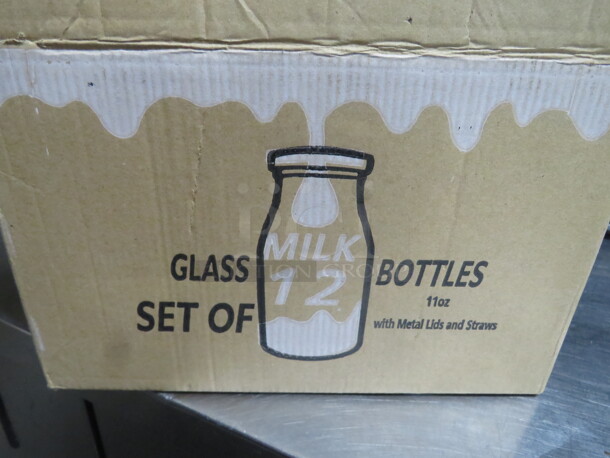 GLASS MILK BOTTLES
SET OF 12
11oz
with Metal Lids and Straws